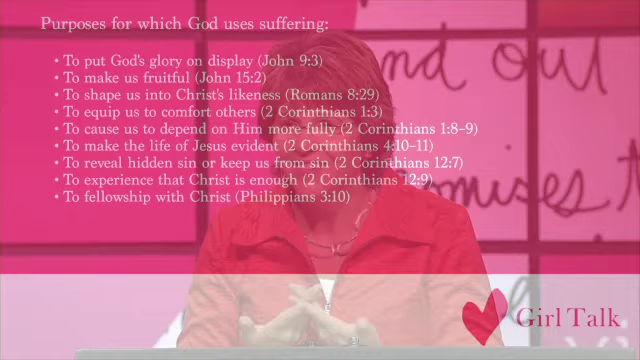 Purposes for which God uses suffering:
• To put God's glory on display (John 9:3)
• To make us fruitful (John 15:2)
• To shape us into Christ's likeness (Romans 8:29)
• To equip us to comfort others (2 Corinthians 1:3)
• To cause us to depend on Him more fully (2 Corinthians 1:8–9)
• To make the life of Jesus evident (2 Corinthians 4:10–11)
• To reveal hidden sin or keep us from sin (2 Corinthians 12:7)
• To experience that Christ is enough (2 Corinthians 12:9)
• To fellowship with Christ (Philippians 3:10)
and out
Girl Talk